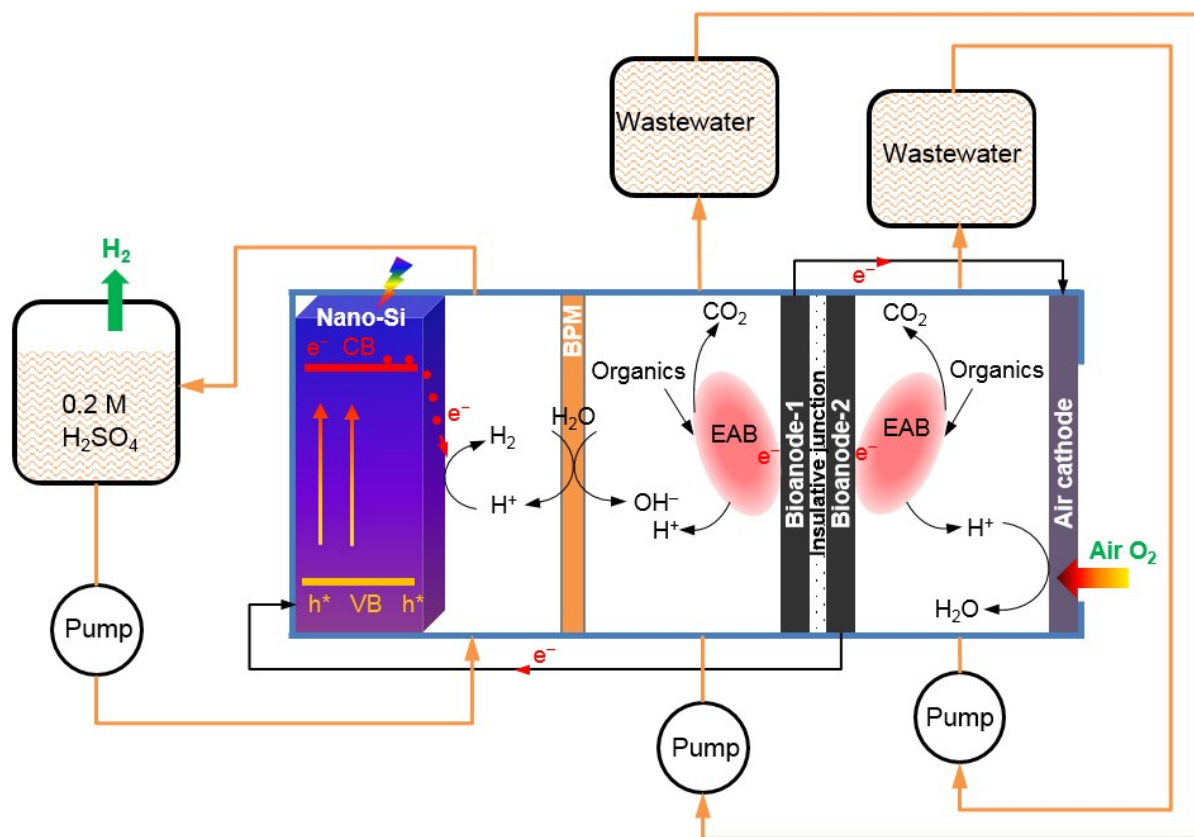 Wastewater
Wastewater
H₂
e⁻
Nano-Si
e⁻ CB
BPM
CO₂
CO₂
Organics
Organics
0.2 M
H₂SO₄
e⁻
H₂
H₂O
EAB
e⁻
Bioanode-1
Insulative junction
Bioanode-2
e⁻
EAB
Air cathode
H⁺
OH⁻
H⁺
H⁺
Air O₂
h* VB h*
H₂O
Pump
e⁻
Pump
Pump